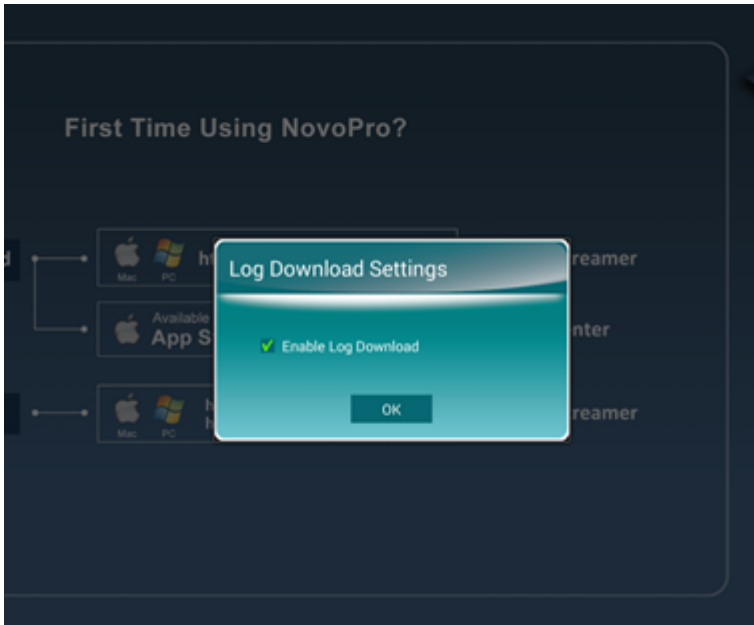 First Time Using NovoPro?
Mac PC
Log Download Settings
reamer
Available
App S
nter
Enable Log Download
OK
Mac PC
reamer